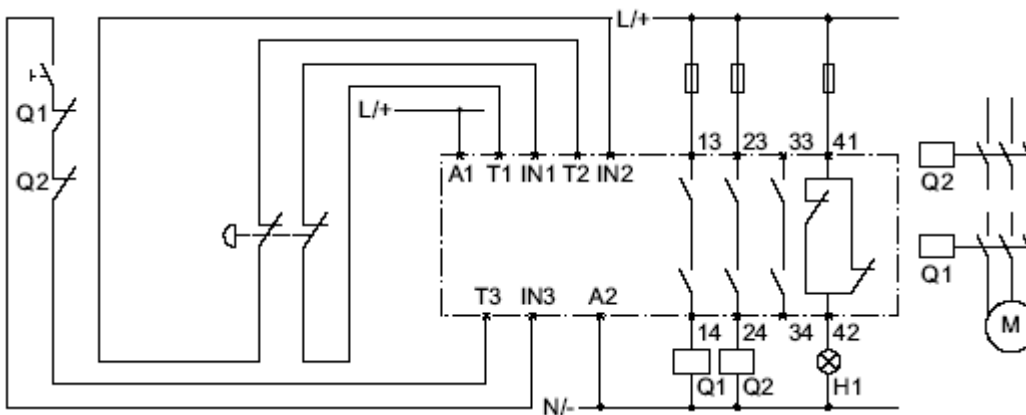 L/+
Q1
L/+
13 23 33 41
Q2
A1 T1 IN1 T2 IN2
Q2
T3 IN3 A2
Q1
14 24 34 42
M
Q1 Q2 H1
N/-